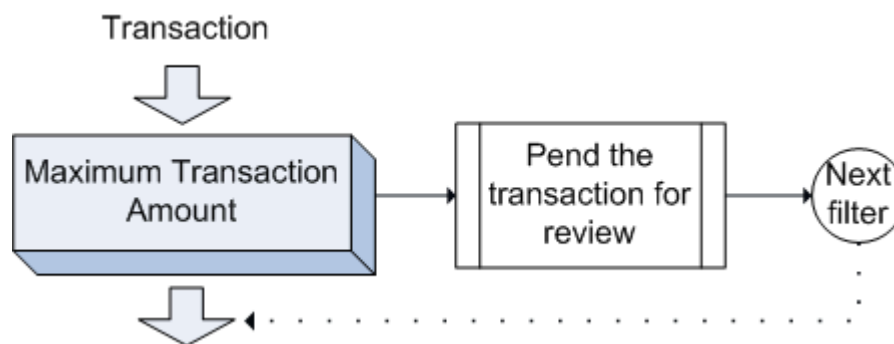 Transaction
Maximum Transaction
Amount
Pend the
transaction for
review
Next
filter